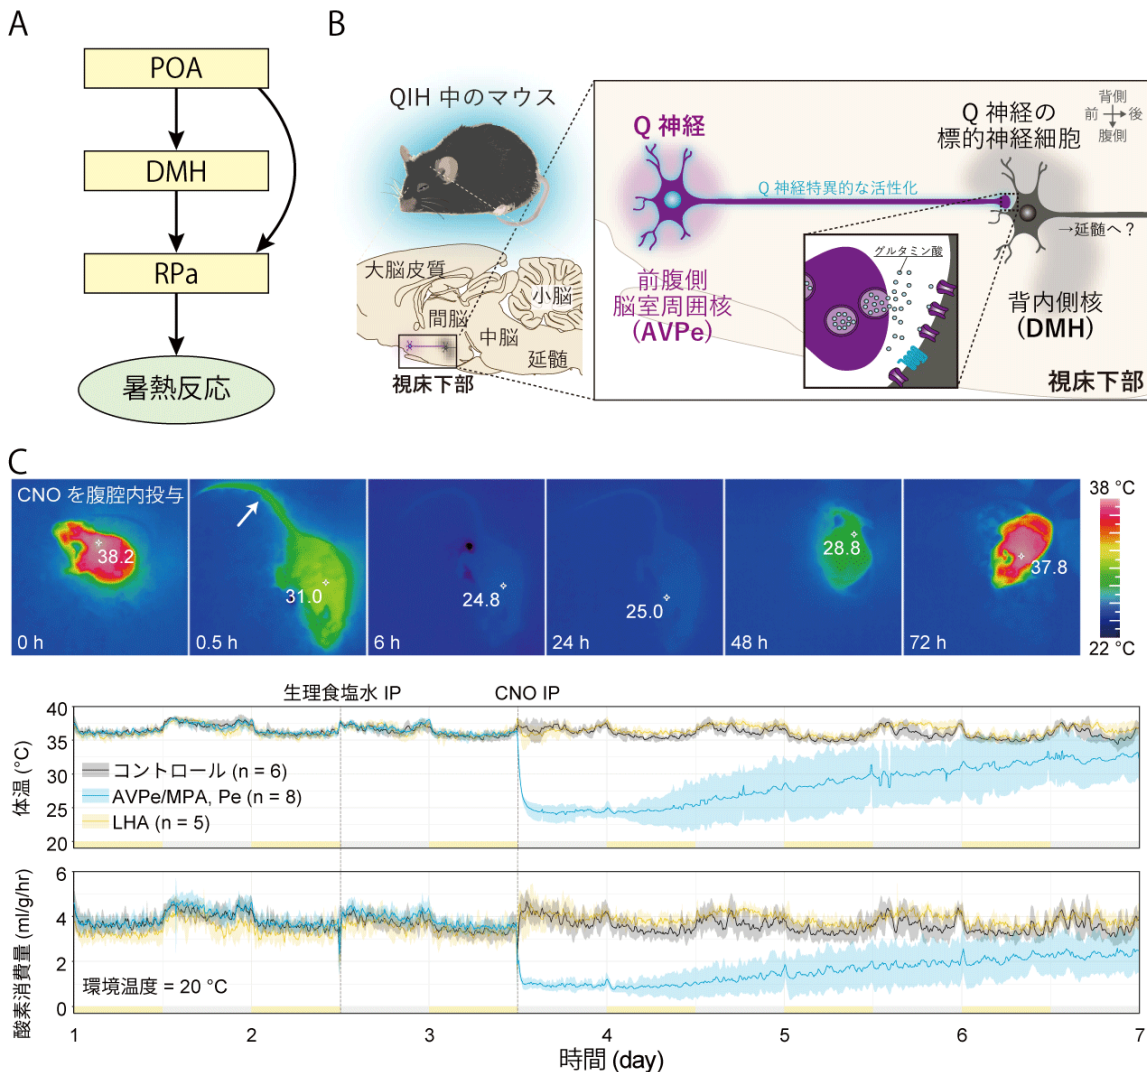 A
POA
DMH
RPa
暑熱反応
B
QIH 中のマウス
大脳皮質
小脳
間脳
中脳
延髄
視床下部
Q 神経
Q 神経の
標的神経細胞
背側
前
後
腹側
Q 神経特異的な活性化
→延髄へ？
グルタミン酸
前腹側
脳室周囲核
(AVPe)
背内側核
(DMH)
視床下部
C
CNO を腹腔内投与
38.2
0 h
31.0
0.5 h
24.8
6 h
25.0
24 h
28.8
48 h
37.8
72 h
38 °C
22 °C
生理食塩水 IP
CNO IP
体温 (°C)
40
35
30
25
20
コントロール (n = 6)
AVPe/MPA, Pe (n = 8)
LHA (n = 5)
酸素消費量 (ml/g/hr)
6
4
2
0
環境温度 = 20 °C
1 2 3 4 5 6 7
時間 (day)